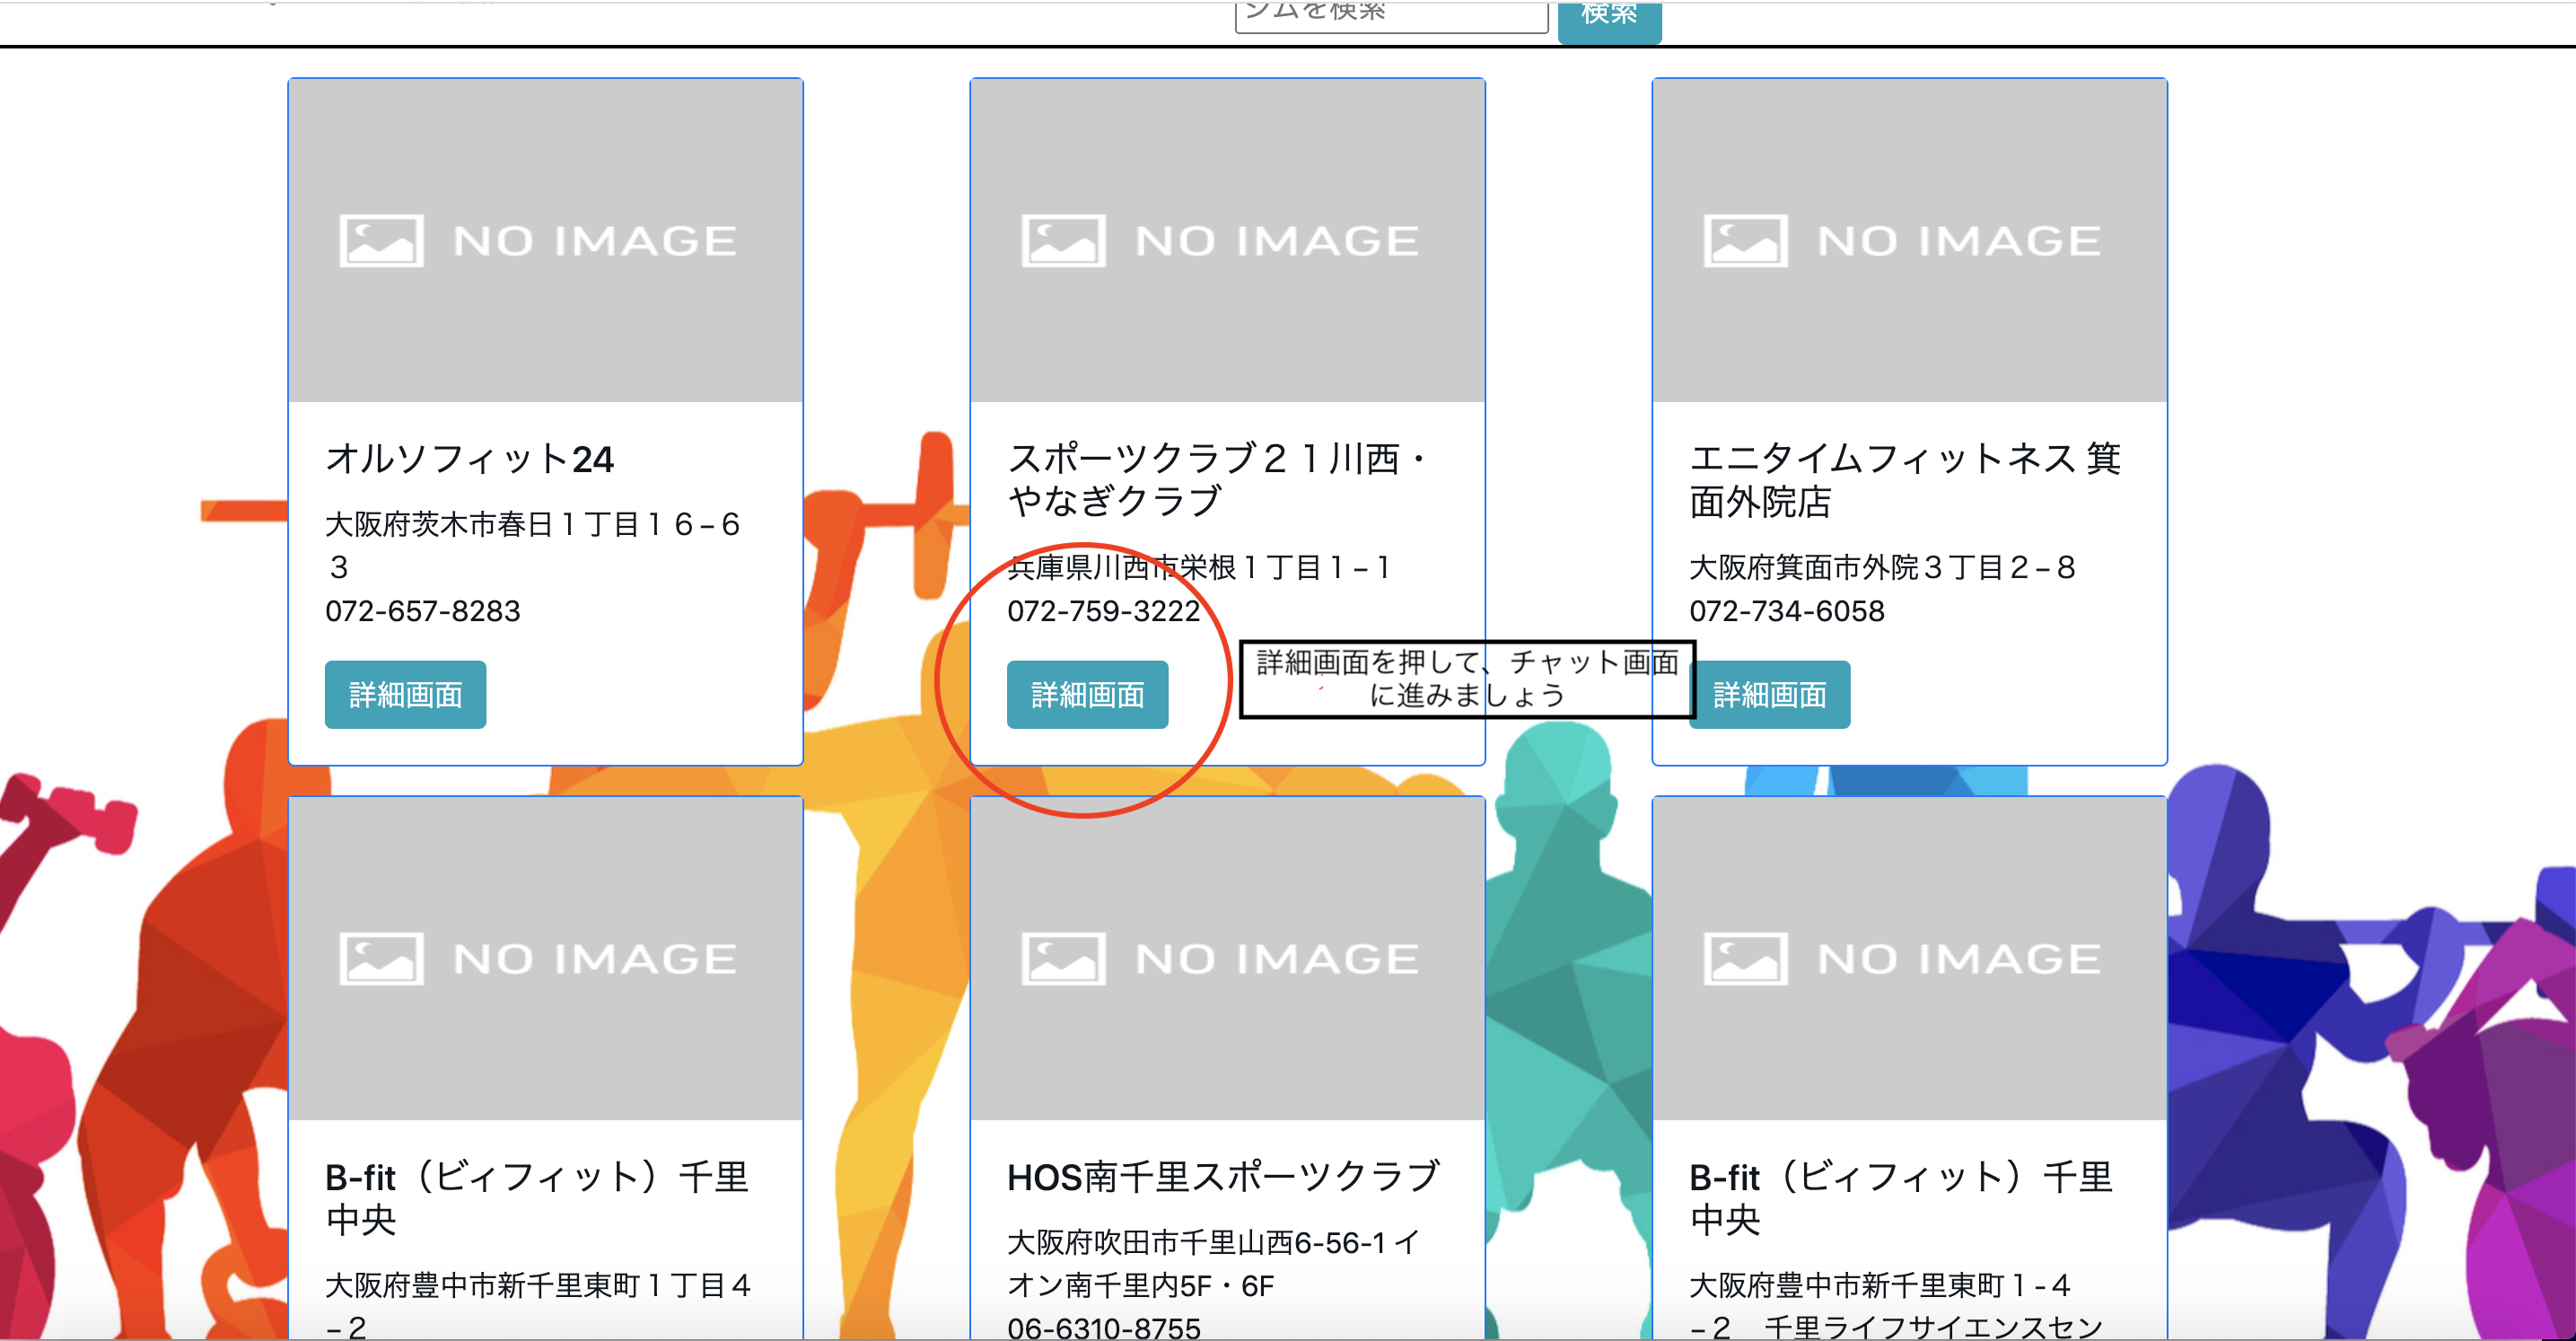 ジムを検索
検索
NO IMAGE
オルソフィット24
大阪府茨木市春日１丁目１６−６
３
072-657-8283
詳細画面
NO IMAGE
スポーツクラブ２１川西・
やなぎクラブ
兵庫県川西市栄根１丁目１−１
072-759-3222
詳細画面
詳細画面を押して、チャット画面
に進みましょう
NO IMAGE
エニタイムフィットネス 箕
面外院店
大阪府箕面市外院３丁目２−８
072-734-6058
詳細画面
NO IMAGE
B-fit（ビィフィット）千里
中央
大阪府豊中市新千里東町１丁目４
−２
NO IMAGE
HOS南千里スポーツクラブ
大阪府吹田市千里山西6-56-1 イ
オン南千里内5F・6F
06-6310-8755
NO IMAGE
B-fit（ビィフィット）千里
中央
大阪府豊中市新千里東町１-４
−２　千里ライフサイエンスセン